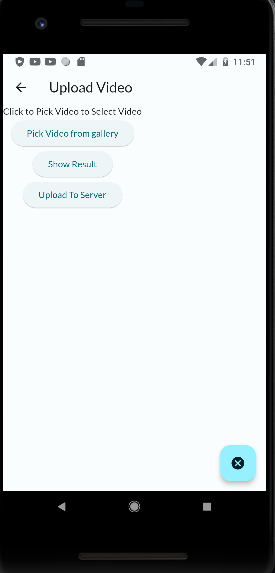 11:51
Upload Video
Click to Pick Video to Select Video
Pick Video from gallery
Show Result
Upload To Server